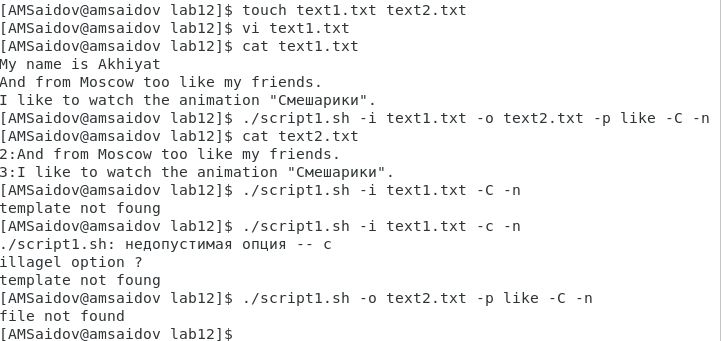 [AMSaidov@amsaidov lab12]$ touch text1.txt text2.txt
[AMSaidov@amsaidov lab12]$ vi text1.txt
[AMSaidov@amsaidov lab12]$ cat text1.txt
My name is Akhiyat
And from Moscow too like my friends.
I like to watch the animation "Смешарики".
[AMSaidov@amsaidov lab12]$ ./script1.sh -i text1.txt -o text2.txt -p like -C -n
[AMSaidov@amsaidov lab12]$ cat text2.txt
2:And from Moscow too like my friends.
3:I like to watch the animation "Смешарики".
[AMSaidov@amsaidov lab12]$ ./script1.sh -i text1.txt -C -n
template not foung
[AMSaidov@amsaidov lab12]$ ./script1.sh -i text1.txt -c -n
./script1.sh: недопустимая опция -- c
illagel option ?
template not foung
[AMSaidov@amsaidov lab12]$ ./script1.sh -o text2.txt -p like -C -n
file not found
[AMSaidov@amsaidov lab12]$